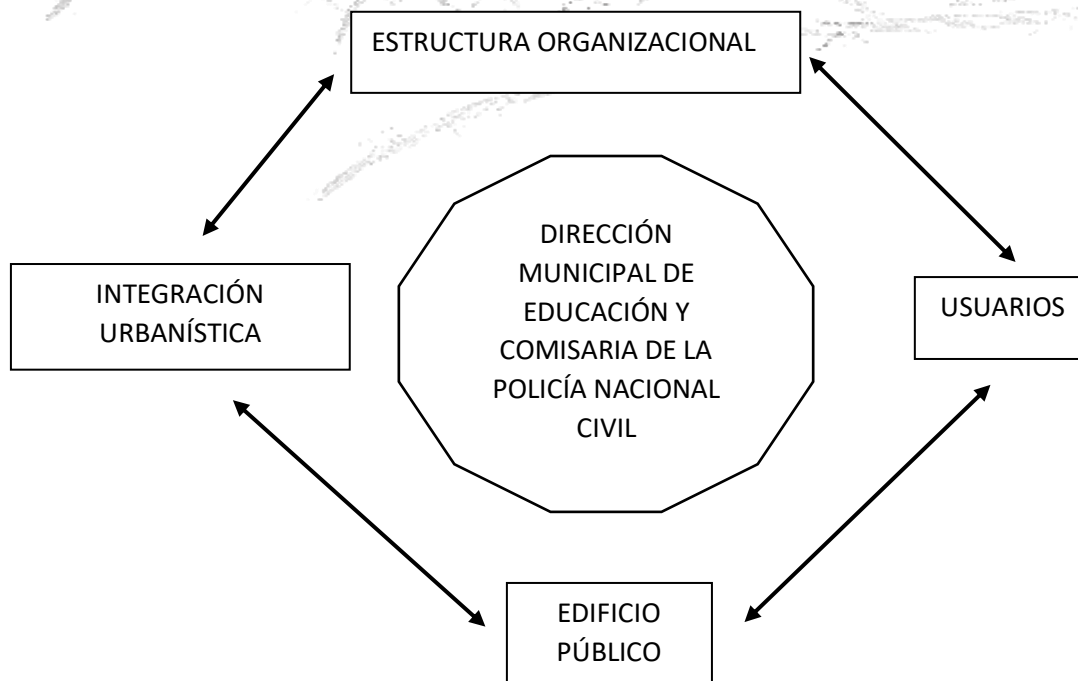 ESTRUCTURA ORGANIZACIONAL
INTEGRACIÓN
URBANÍSTICA
DIRECCIÓN
MUNICIPAL DE
EDUCACIÓN Y
COMISARIA DE LA
POLICÍA NACIONAL
CIVIL
USUARIOS
EDIFICIO
PÚBLICO